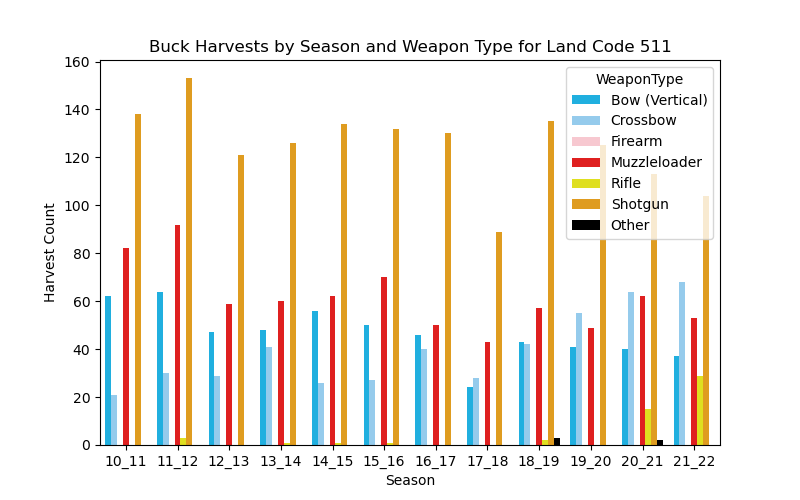 Buck Harvests by Season and Weapon Type for Land Code 511
160
140
120
100
80
60
40
20
0
Harvest Count
WeaponType
Bow (Vertical)
Crossbow
Firearm
Muzzleloader
Rifle
Shotgun
Other
10_11 11_12 12_13 13_14 14_15 15_16 16_17 17_18 18_19 19_20 20_21 21_22
Season